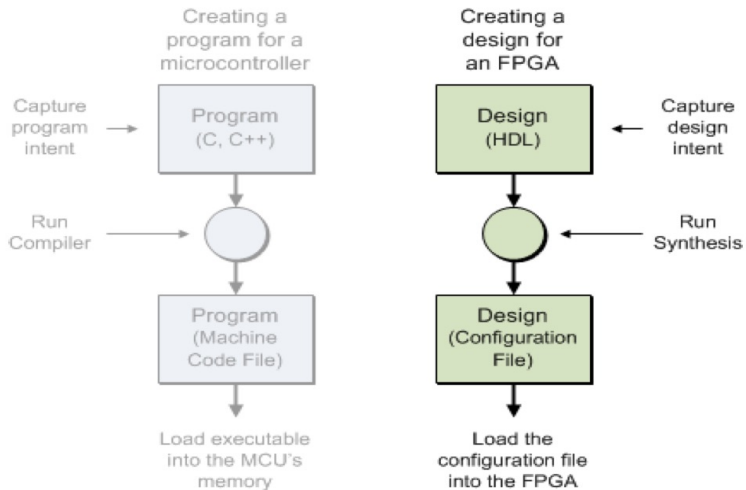 Creating a
program for a
microcontroller
Capture
program
intent
Program
(C, C++)
Run
Compiler
Program
(Machine
Code File)
Load executable
into the MCU`s
memory
Creating a
design for
an FPGA
Design
(HDL)
Capture
design
intent
Run
Synthesis
Design
(Configuration
File)
Load the
configuration file
into the FPGA